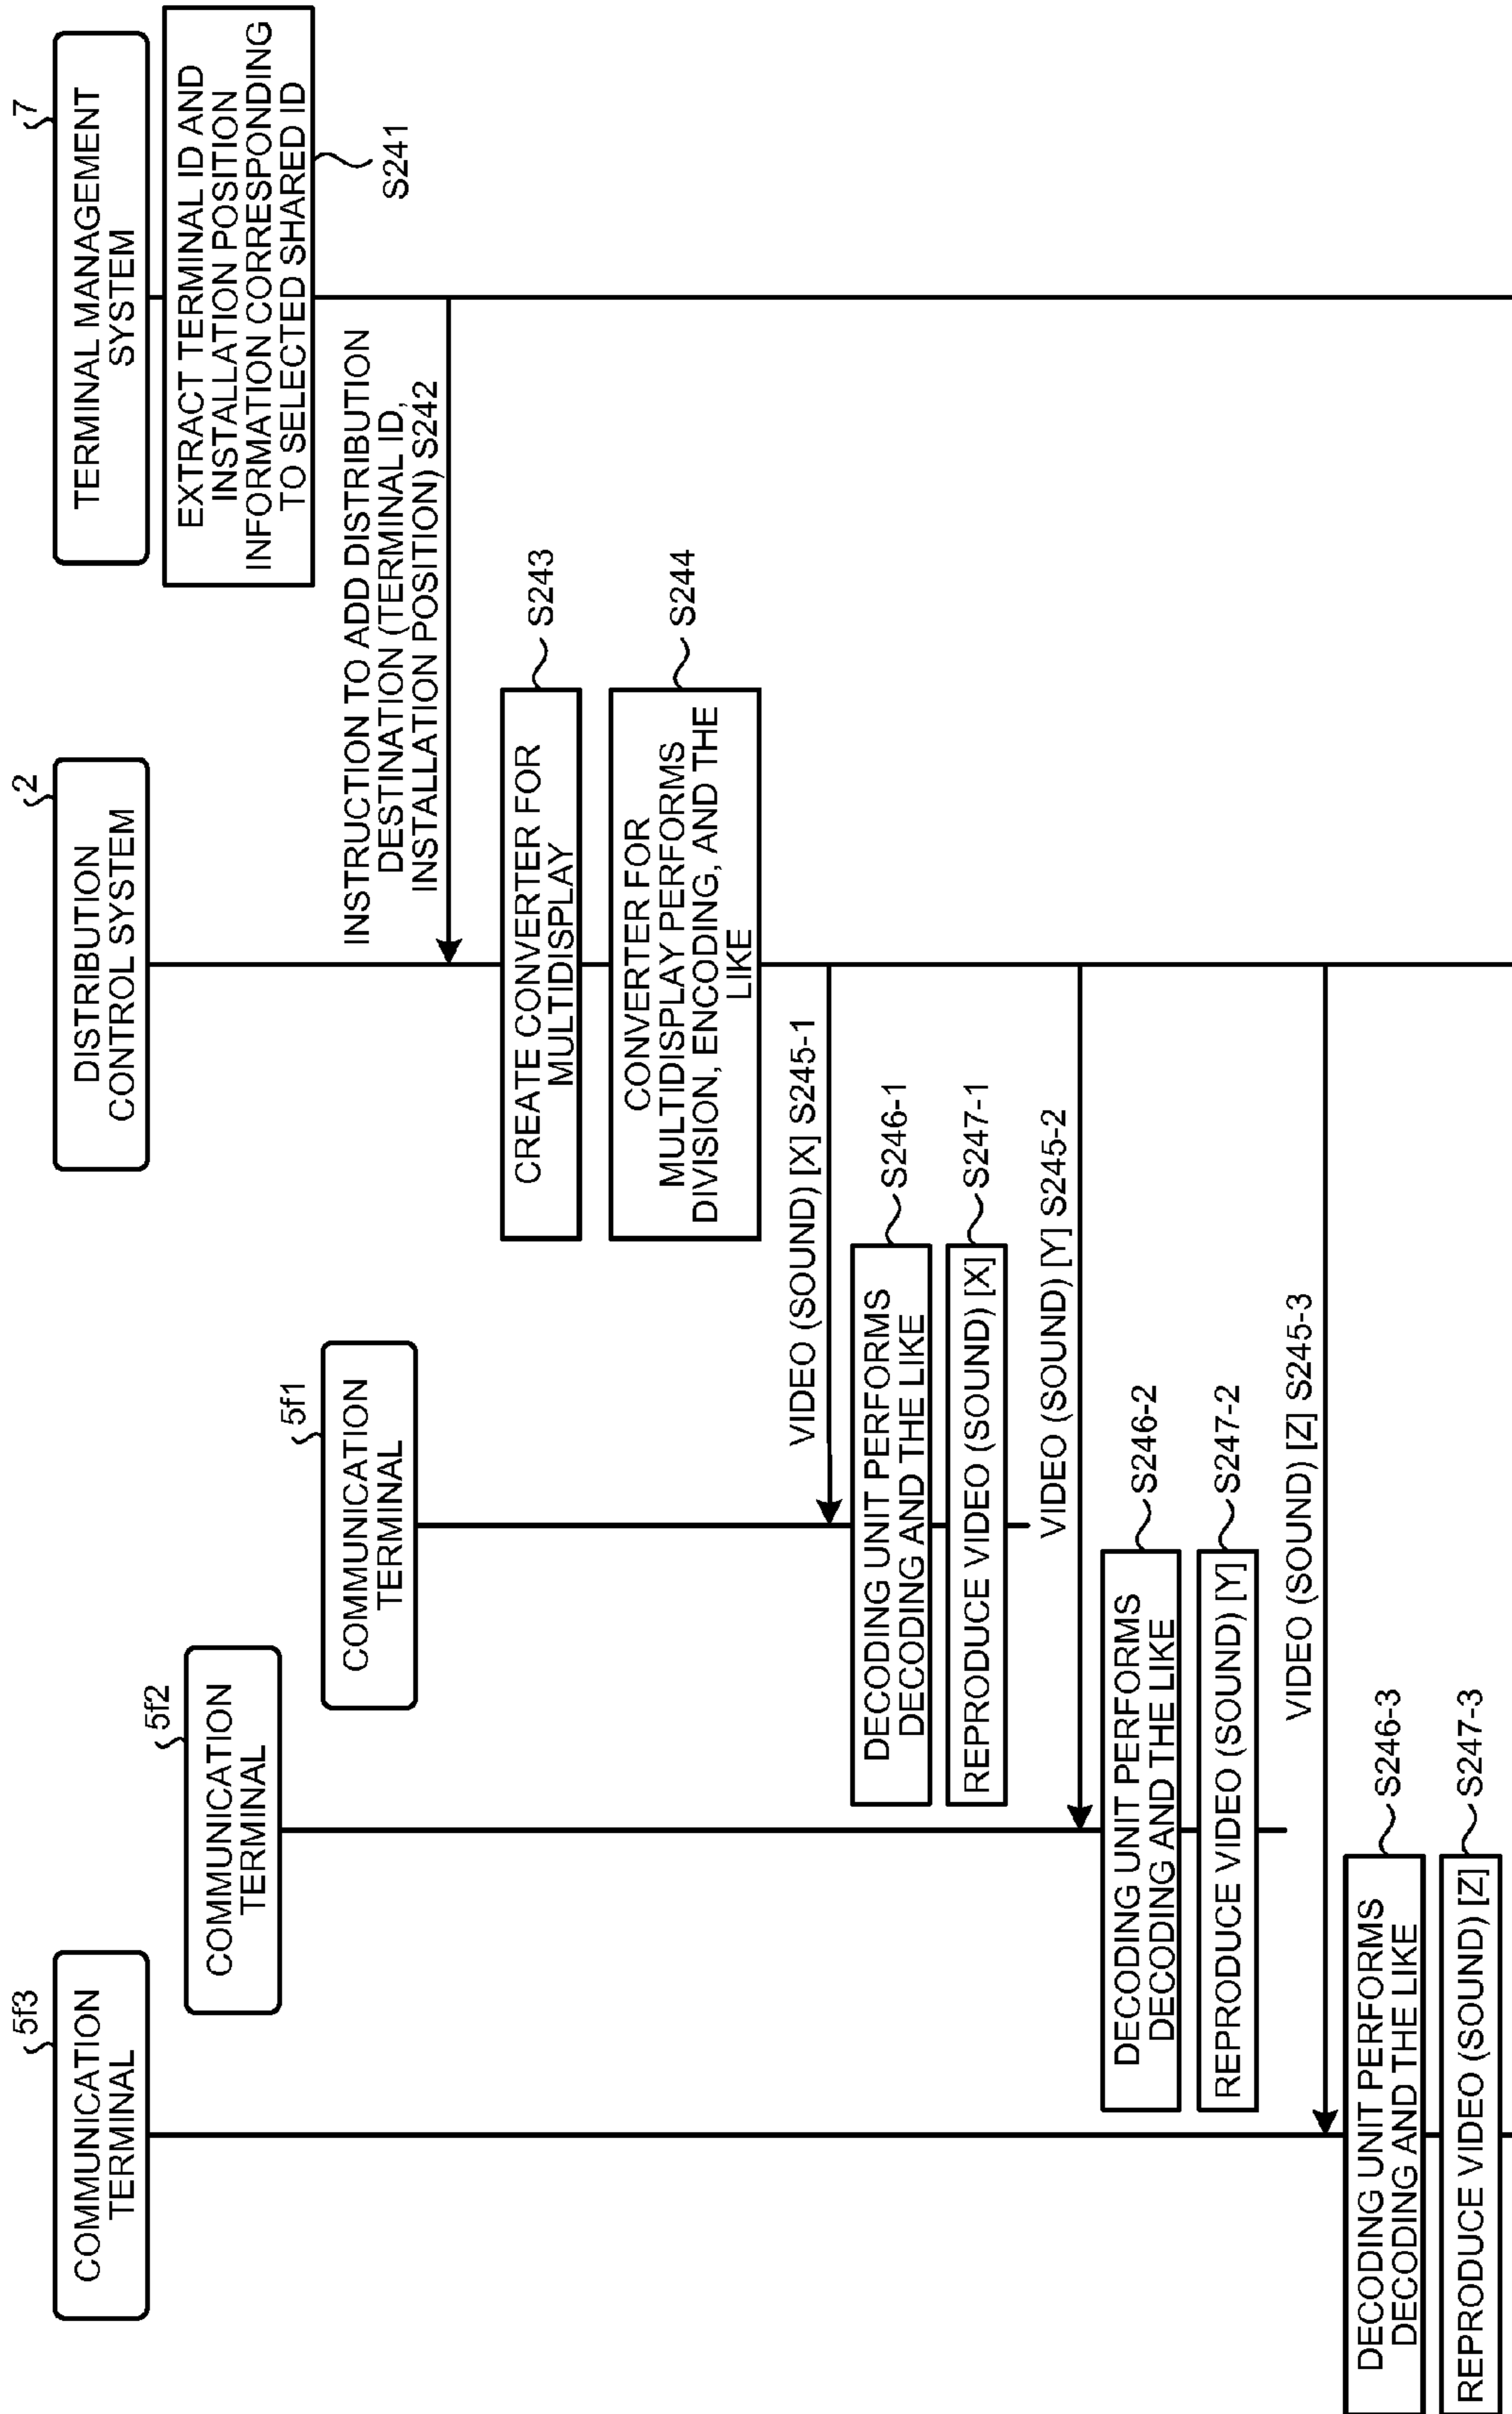 5f3
COMMUNICATION
TERMINAL
5f2
COMMUNICATION
TERMINAL
5f1
COMMUNICATION
TERMINAL
2
DISTRIBUTION
CONTROL SYSTEM
7
TERMINAL MANAGEMENT
SYSTEM
EXTRACT TERMINAL ID AND
INSTALLATION POSITION
INFORMATION CORRESPONDING
TO SELECTED SHARED ID
S241
INSTRUCTION TO ADD DISTRIBUTION
DESTINATION (TERMINAL ID,
INSTALLATION POSITION) S242
CREATE CONVERTER FOR
MULTIDISPLAY
S243
CONVERTER FOR
MULTIDISPLAY PERFORMS
DIVISION, ENCODING, AND THE
LIKE
S244
VIDEO (SOUND) [X] S245-1
DECODING UNIT PERFORMS
DECODING AND THE LIKE
S246-1
REPRODUCE VIDEO (SOUND) [X]
S247-1
VIDEO (SOUND) [Y] S245-2
DECODING UNIT PERFORMS
DECODING AND THE LIKE
S246-2
REPRODUCE VIDEO (SOUND) [Y]
S247-2
VIDEO (SOUND) [Z] S245-3
DECODING UNIT PERFORMS
DECODING AND THE LIKE
S246-3
REPRODUCE VIDEO (SOUND) [Z]
S247-3